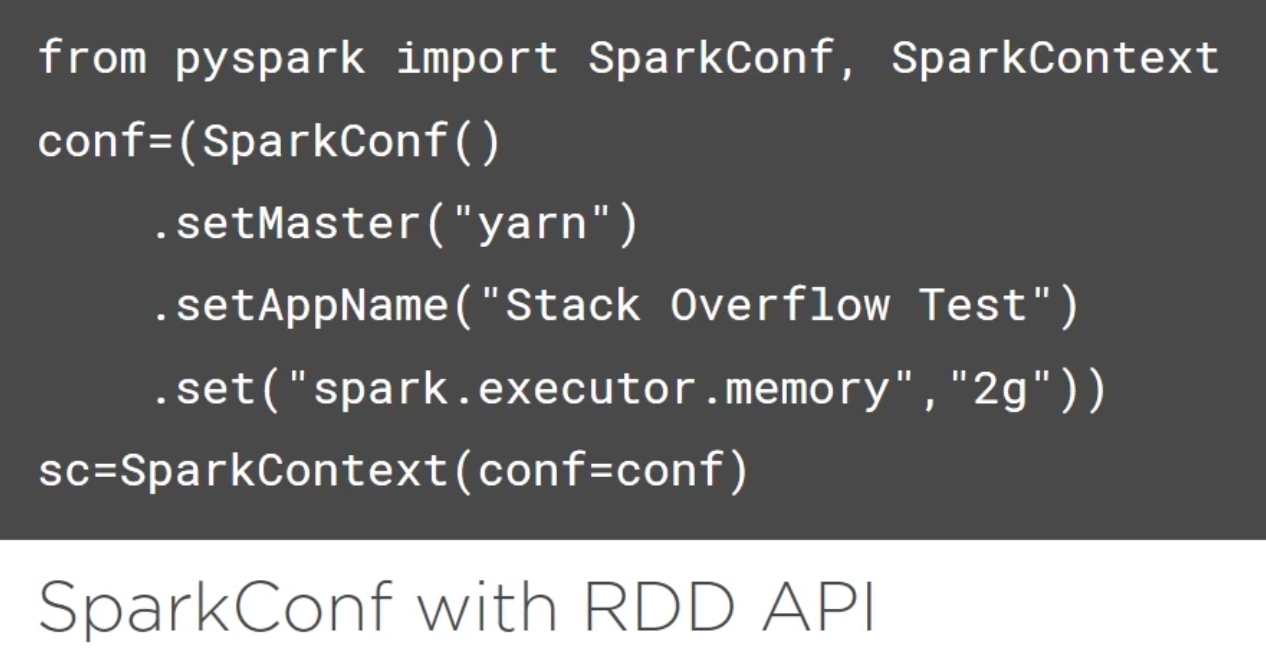 from pyspark import SparkConf, SparkContext
conf=(SparkConf()
    .setMaster("yarn")
    .setAppName("Stack Overflow Test")
    .set("spark.executor.memory","2g"))
sc=SparkContext(conf=conf)
SparkConf with RDD API